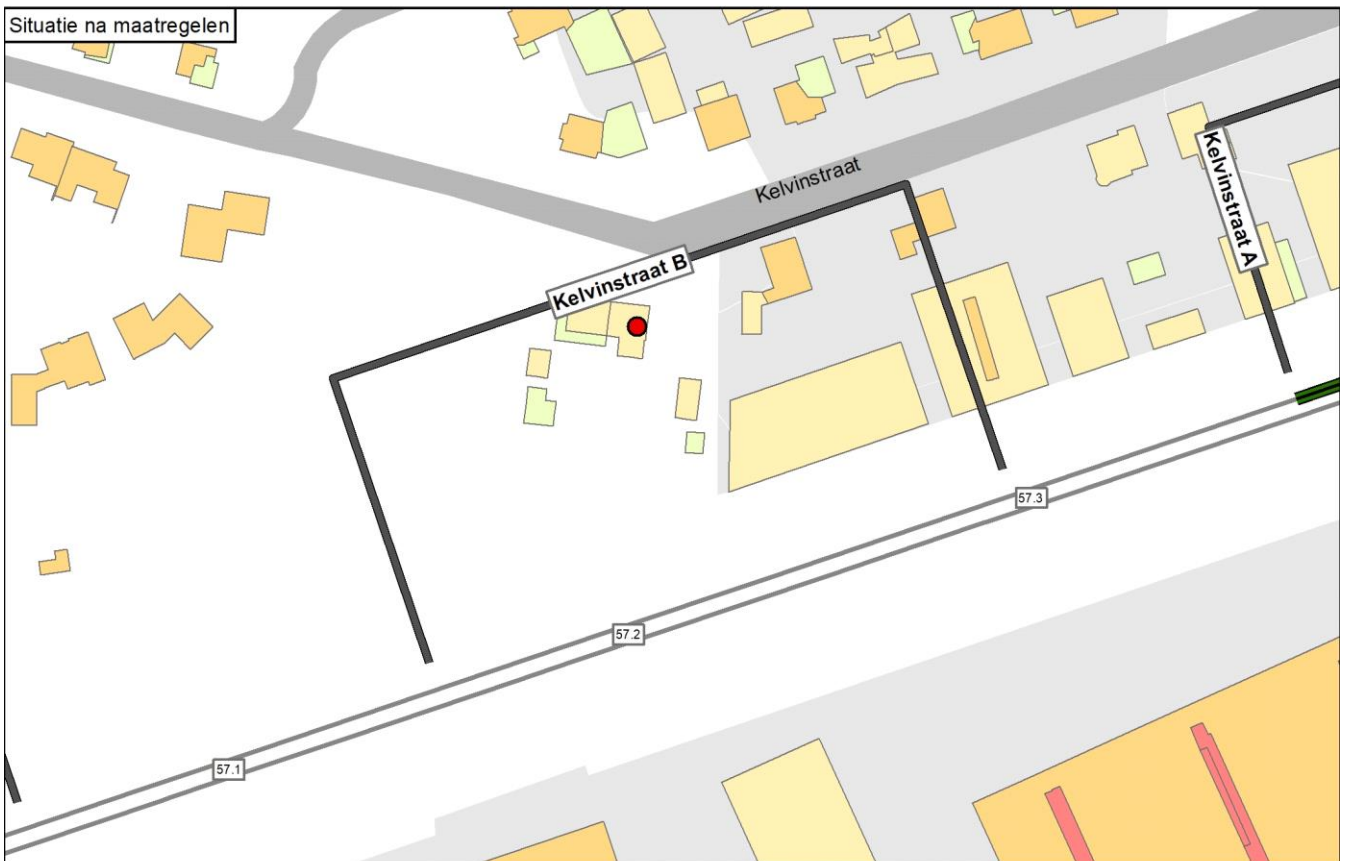 Situatie na maatregelen
Kelvinstraat
Kelvinstraat A
Kelvinstraat B
57.3
57.2
57.1